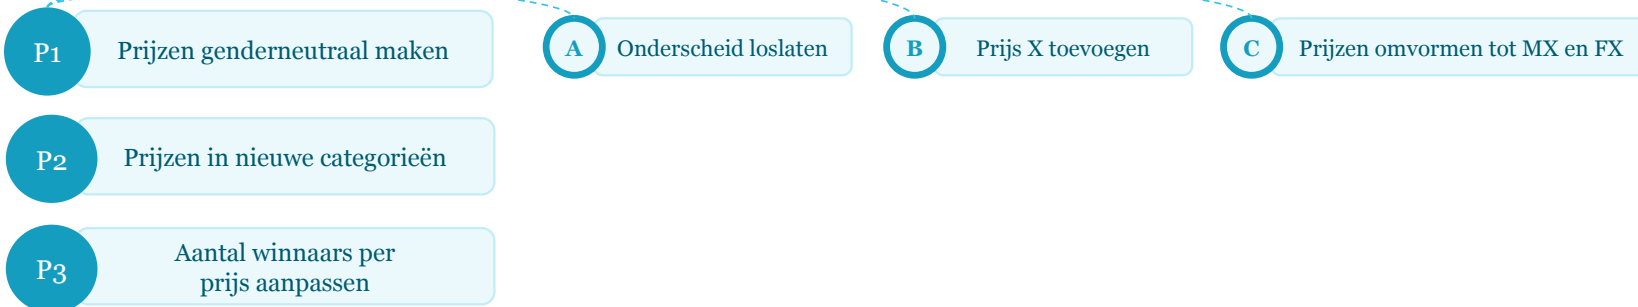 P1 Prijzen genderneutraal maken
A Onderscheid loslaten
B Prijs X toevoegen
C Prijzen omvormen tot MX en FX
P2 Prijzen in nieuwe categorieën
P3 Aantal winnaars per
prijs aanpassen